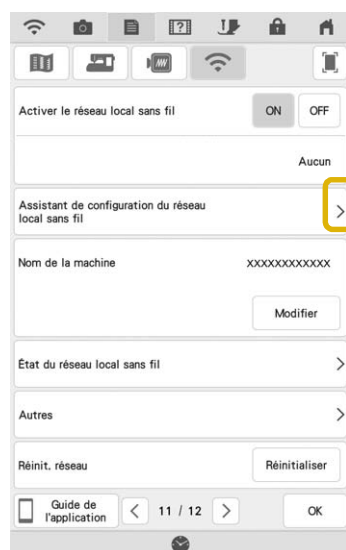 Activer le réseau local sans fil
ON
OFF
Aucun
Assistant de configuration du réseau
local sans fil
Nom de la machine
XXXXXXXXXXXX
Modifier
État du réseau local sans fil
Autres
Réinit. réseau
Réinitialiser
Guide de
l'application
11 / 12
OK